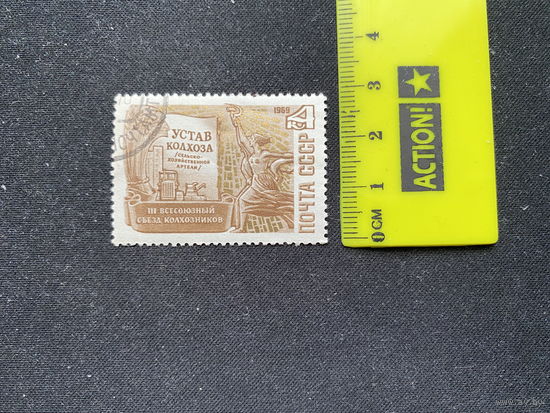 1969
4к
УСТАВ
КОЛХОЗА
/СЕЛЬСКО-
ХОЗЯЙСТВЕННОЙ
АРТЕЛИ/
III ВСЕСОЮЗНЫЙ
СЪЕЗД КОЛХОЗНИКОВ
ПОЧТА СССР
0 СМ 1 2 3 4
ACTION!